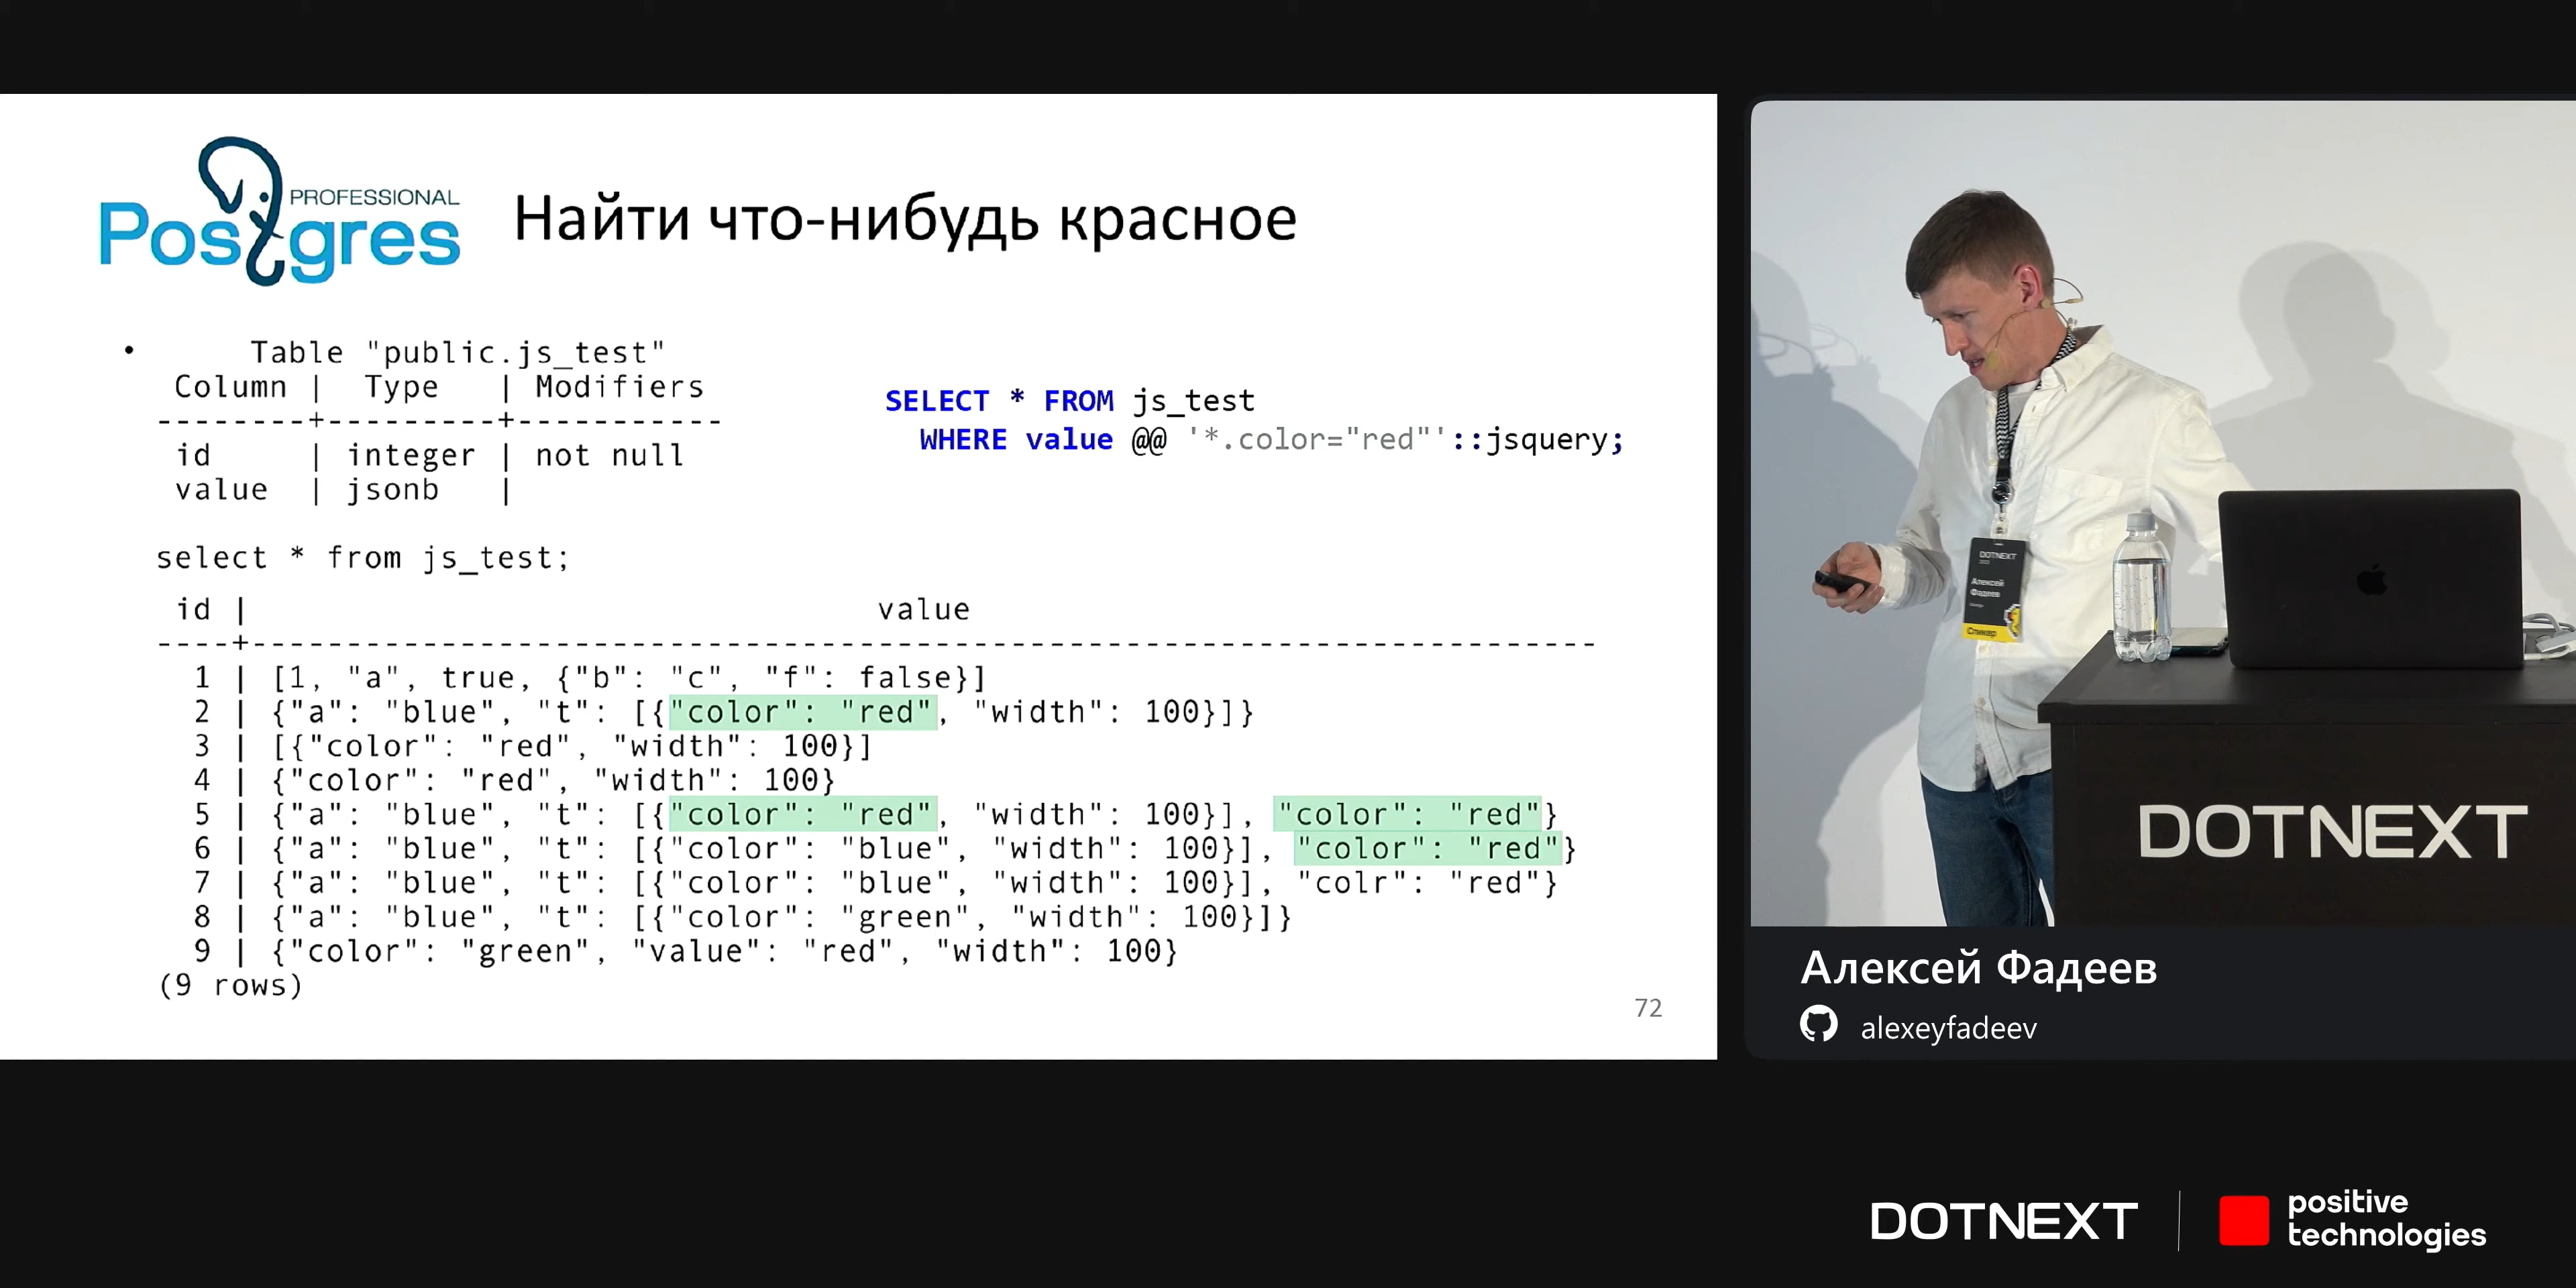 PROFESSIONAL
Postgres
Найти что-нибудь красное
• Table "public.js_test"
Column | Type | Modifiers
--------+---------+-----------
id | integer | not null
value | jsonb |
SELECT * FROM js_test
WHERE value @@ '*.color="red"'::jsquery;
select * from js_test;
id | value
----+-------------------------------------------------------------------------
1 | [1, "a", true, {"b": "c", "f": false}]
2 | {"a": "blue", "t": [{"color": "red", "width": 100}]}
3 | [{"color": "red", "width": 100}]
4 | {"color": "red", "width": 100}
5 | {"a": "blue", "t": [{"color": "red", "width": 100}], "color": "red"}
6 | {"a": "blue", "t": [{"color": "blue", "width": 100}], "color": "red"}
7 | {"a": "blue", "t": [{"color": "blue", "width": 100}], "colr": "red"}
8 | {"a": "blue", "t": [{"color": "green", "width": 100}]}
9 | {"color": "green", "value": "red", "width": 100}
(9 rows)
72
DOTNEXT
Алексей
Фадеев
Спикер
DOTNEXT
Алексей Фадеев
alexeyfadeev
DOTNEXT
positive
technologies